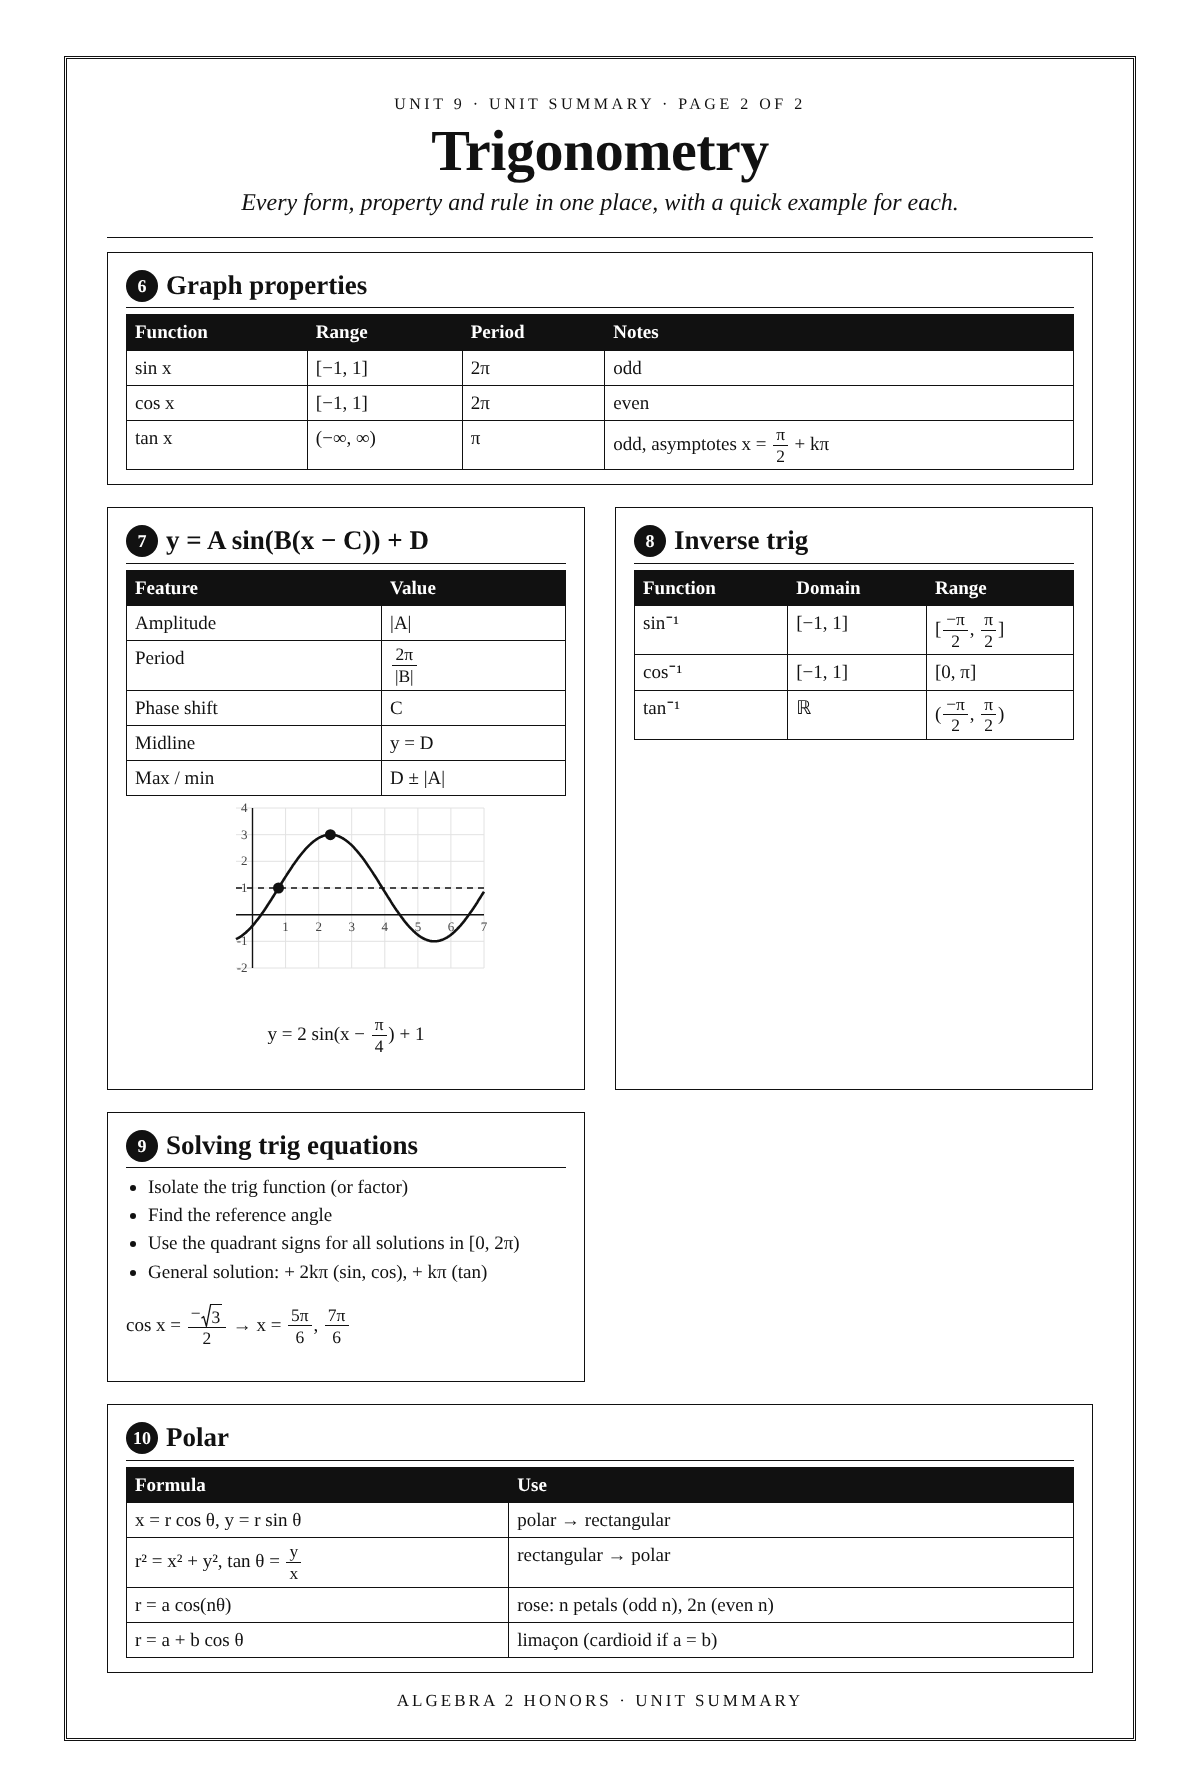 UNIT 9 · UNIT SUMMARY · PAGE 2 OF 2
Trigonometry
Every form, property and rule in one place, with a quick example for each.
6 Graph properties
Function Range Period Notes
sin x [−1, 1] 2π odd
cos x [−1, 1] 2π even
tan x (−∞, ∞) π odd, asymptotes x = π/2 + kπ
7 y = A sin(B(x − C)) + D
Feature Value
Amplitude |A|
Period 2π/|B|
Phase shift C
Midline y = D
Max / min D ± |A|
4
3
2
1
1 2 3 4 5 6 7
-1
-2
y = 2 sin(x − π/4) + 1
8 Inverse trig
Function Domain Range
sin⁻¹ [−1, 1] [−π/2, π/2]
cos⁻¹ [−1, 1] [0, π]
tan⁻¹ ℝ (−π/2, π/2)
9 Solving trig equations
• Isolate the trig function (or factor)
• Find the reference angle
• Use the quadrant signs for all solutions in [0, 2π)
• General solution: + 2kπ (sin, cos), + kπ (tan)
cos x = −√3/2 → x = 5π/6, 7π/6
10 Polar
Formula Use
x = r cos θ, y = r sin θ polar → rectangular
r² = x² + y², tan θ = y/x rectangular → polar
r = a cos(nθ) rose: n petals (odd n), 2n (even n)
r = a + b cos θ limaçon (cardioid if a = b)
ALGEBRA 2 HONORS · UNIT SUMMARY